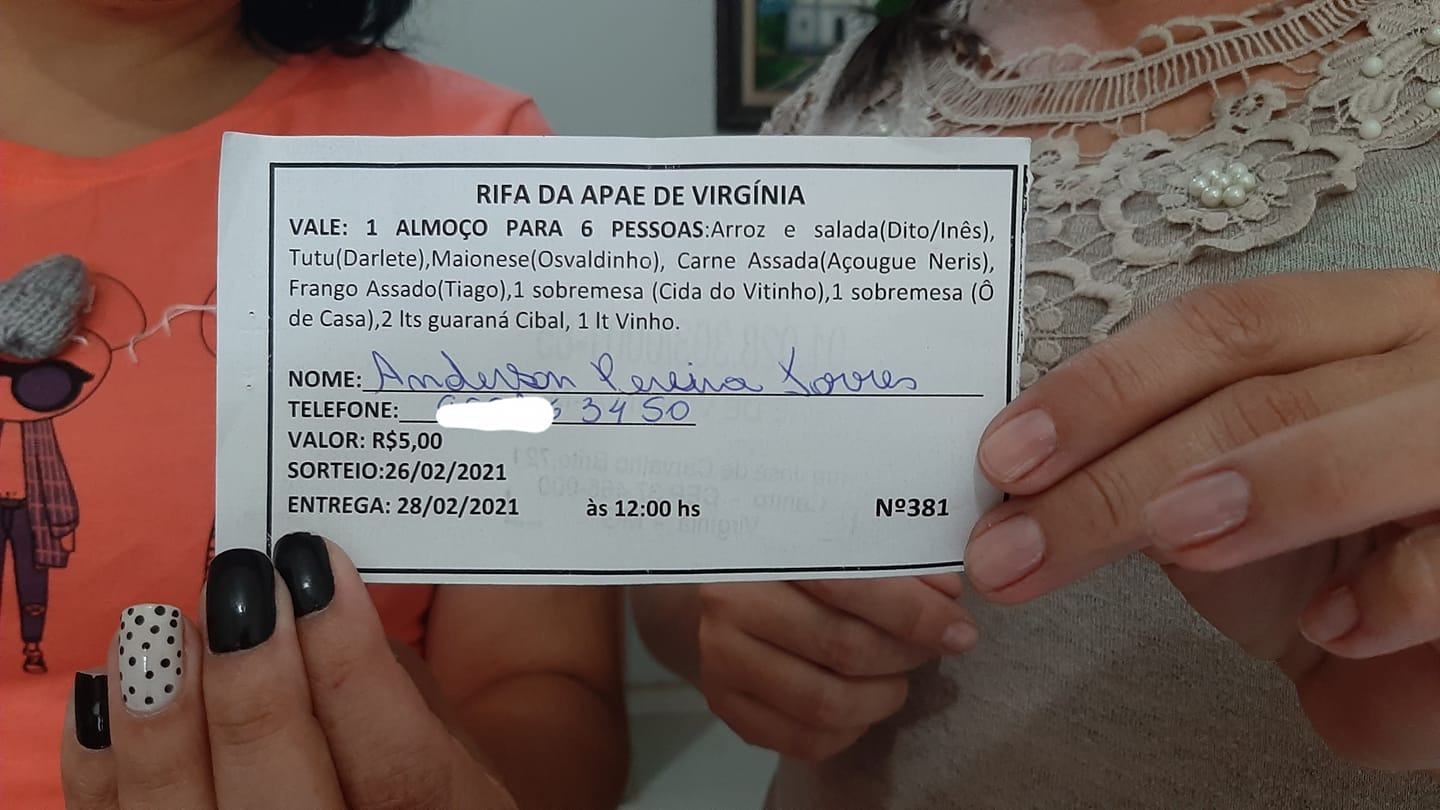 RIFA DA APAE DE VIRGÍNIA
VALE: 1 ALMOÇO PARA 6 PESSOAS:Arroz e salada(Dito/Inês),
Tutu(Darlete),Maionese(Osvaldinho), Carne Assada(Açougue Neris),
Frango Assado(Tiago),1 sobremesa (Cida do Vitinho),1 sobremesa (Ô
de Casa),2 lts guaraná Cibal, 1 lt Vinho.
NOME: Anderson Pereira Torres
TELEFONE: 3450
VALOR: R$5,00
SORTEIO:26/02/2021
ENTREGA: 28/02/2021 às 12:00 hs Nº381